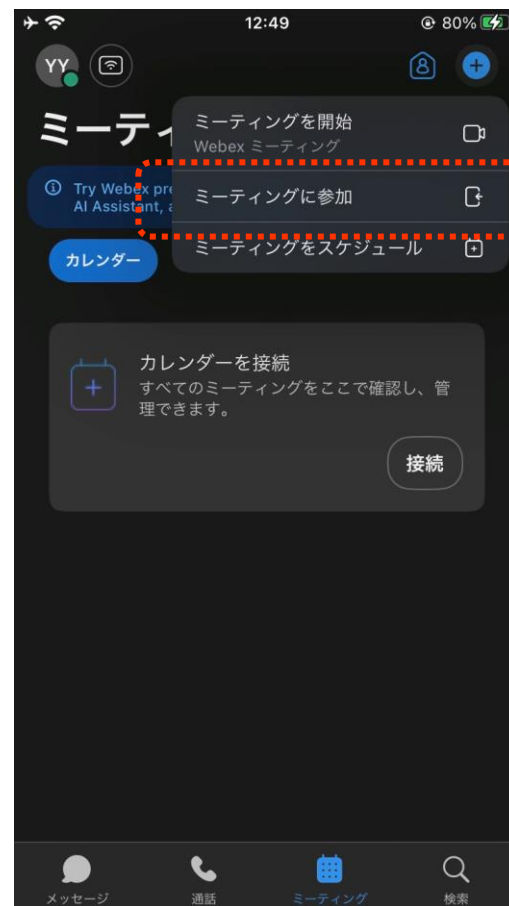 12:49
80%
YY
ミーティ
ミーティングを開始
Webex ミーティング
Try Webex pre
AI Assistant, a
ミーティングに参加
カレンダー
ミーティングをスケジュール
カレンダーを接続
すべてのミーティングをここで確認し、管
理できます。
接続
メッセージ
通話
ミーティング
検索